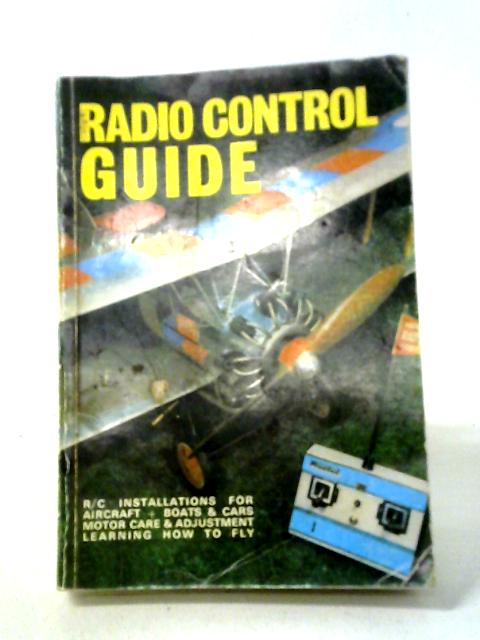 RADIO CONTROL
GUIDE
R/C INSTALLATIONS FOR
AIRCRAFT + BOATS & CARS
MOTOR CARE & ADJUSTMENT
LEARNING HOW TO FLY